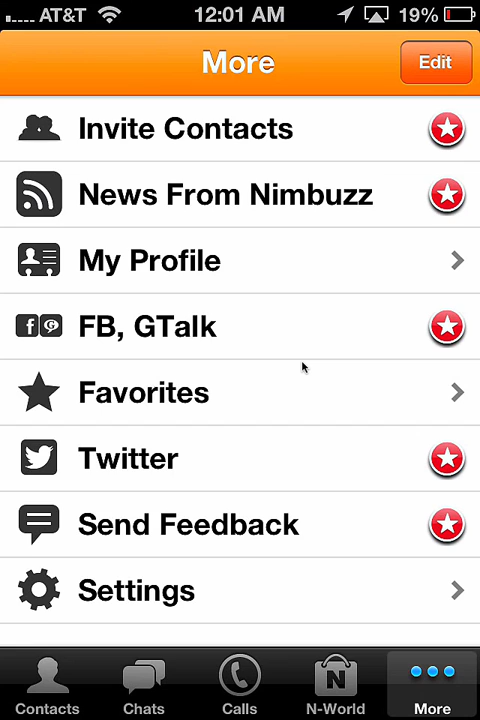 AT&T 12:01 AM 19%
More Edit
Invite Contacts
News From Nimbuzz
My Profile
FB, GTalk
Favorites
Twitter
Send Feedback
Settings
Contacts Chats Calls N-World More